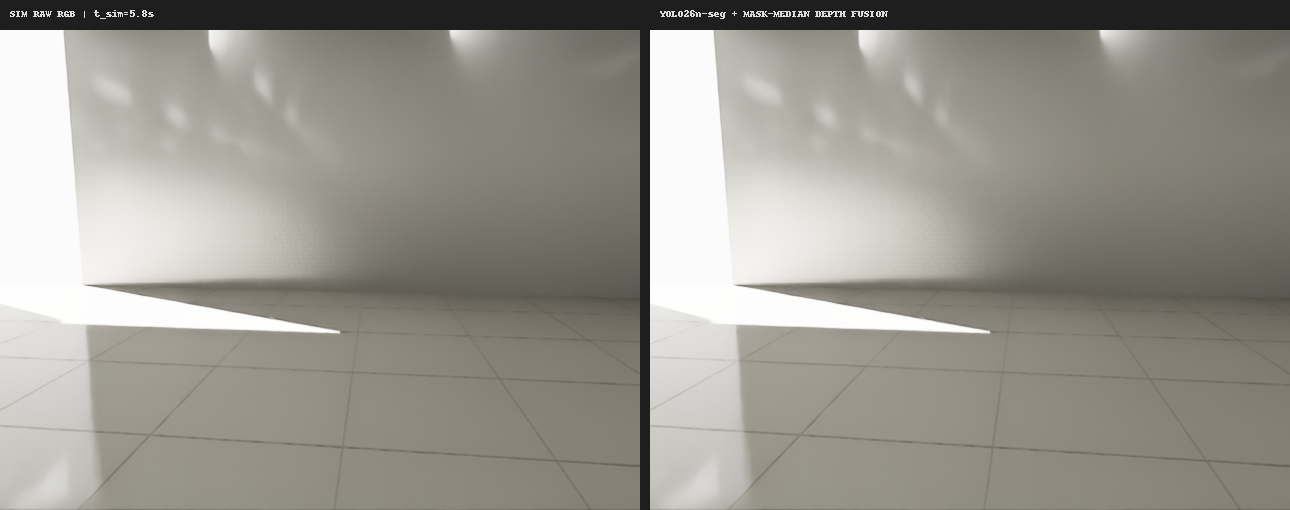 SIM RAW RGB | t_sim=5.8s
YOLO26n-seg + MASK-MEDIAN DEPTH FUSION